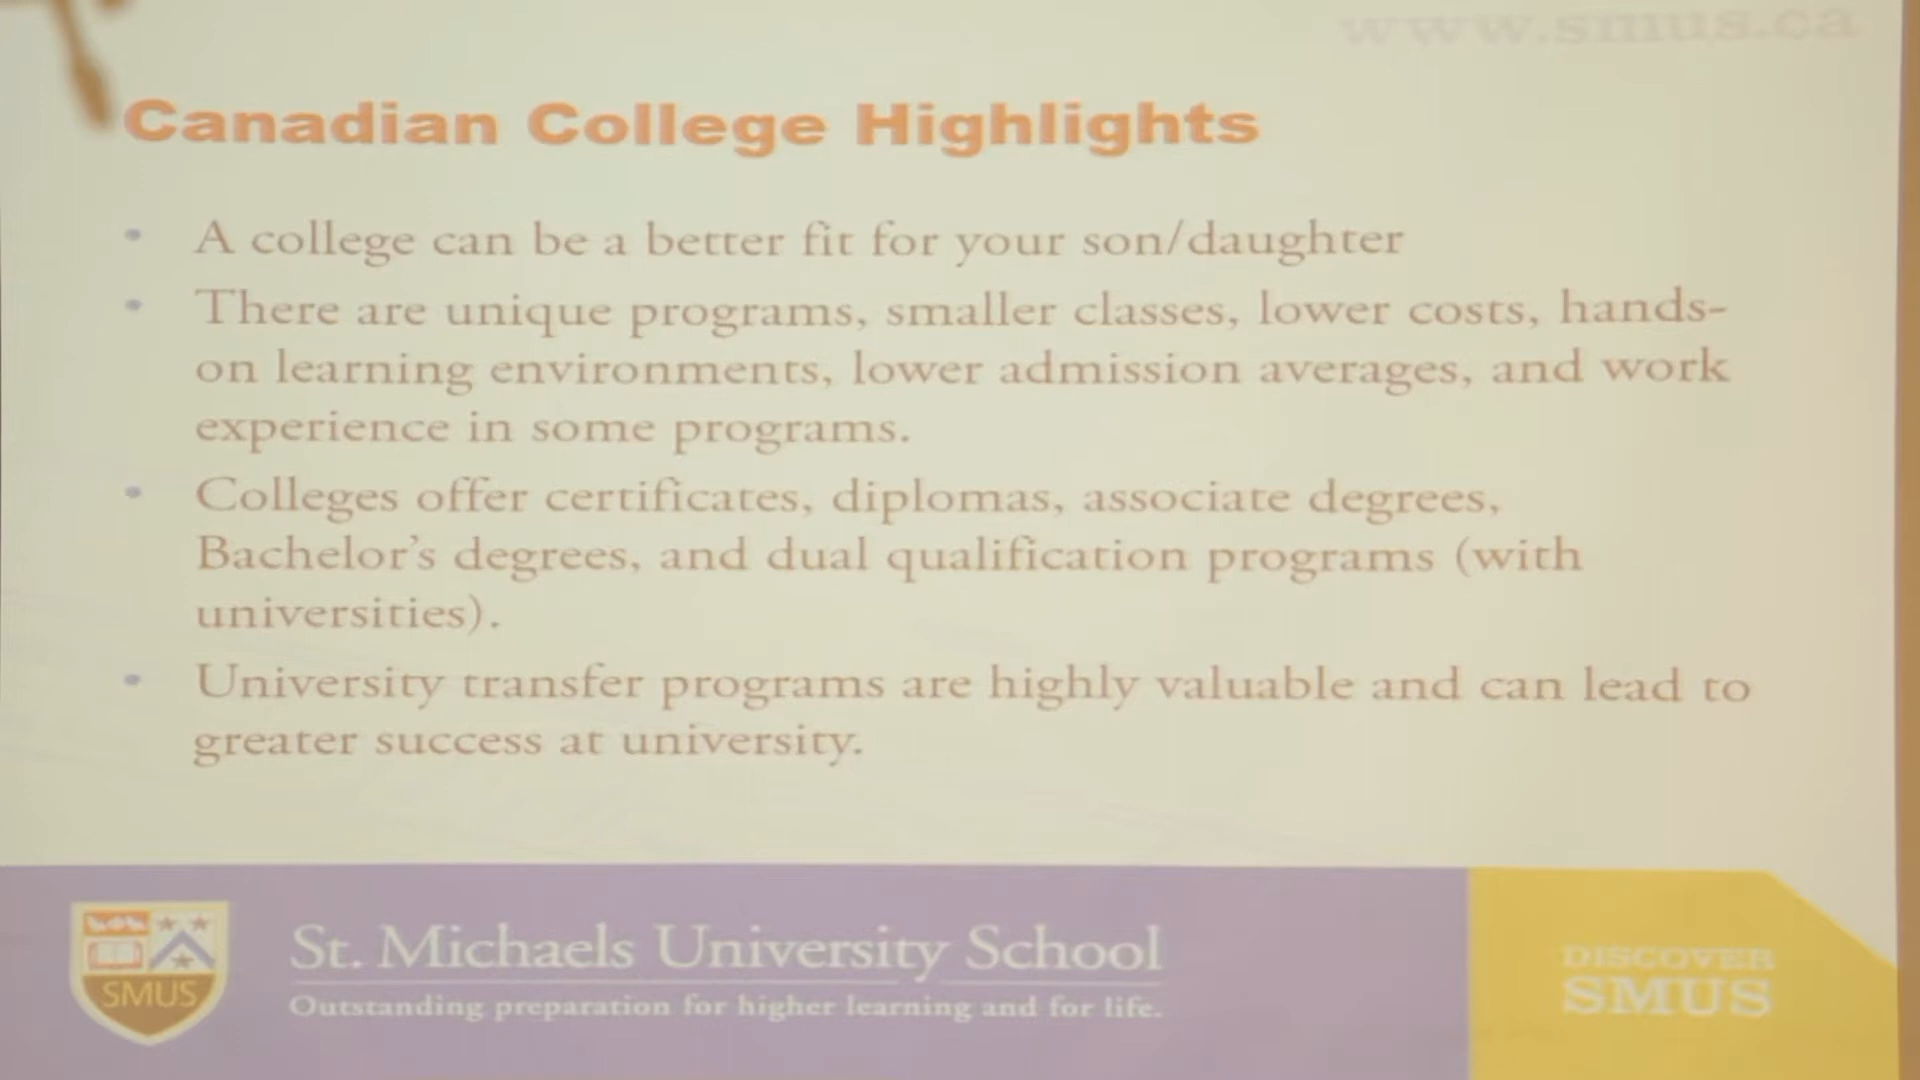 www.smus.ca
Canadian College Highlights
• A college can be a better fit for your son/daughter
• There are unique programs, smaller classes, lower costs, hands-
on learning environments, lower admission averages, and work
experience in some programs.
• Colleges offer certificates, diplomas, associate degrees,
Bachelor's degrees, and dual qualification programs (with
universities).
• University transfer programs are highly valuable and can lead to
greater success at university.
SMUS
St. Michaels University School
Outstanding preparation for higher learning and for life.
DISCOVER
SMUS